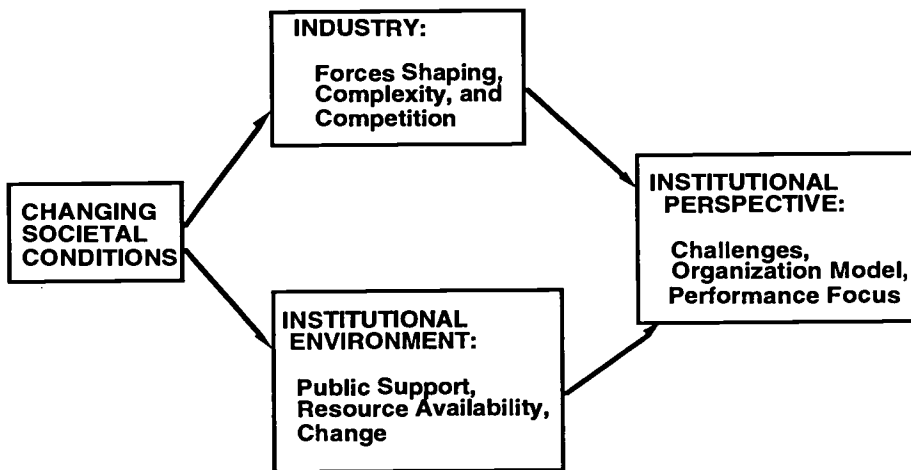 CHANGING
SOCIETAL
CONDITIONS
INDUSTRY:
Forces Shaping,
Complexity, and
Competition
INSTITUTIONAL
ENVIRONMENT:
Public Support,
Resource Availability,
Change
INSTITUTIONAL
PERSPECTIVE:
Challenges,
Organization Model,
Performance Focus